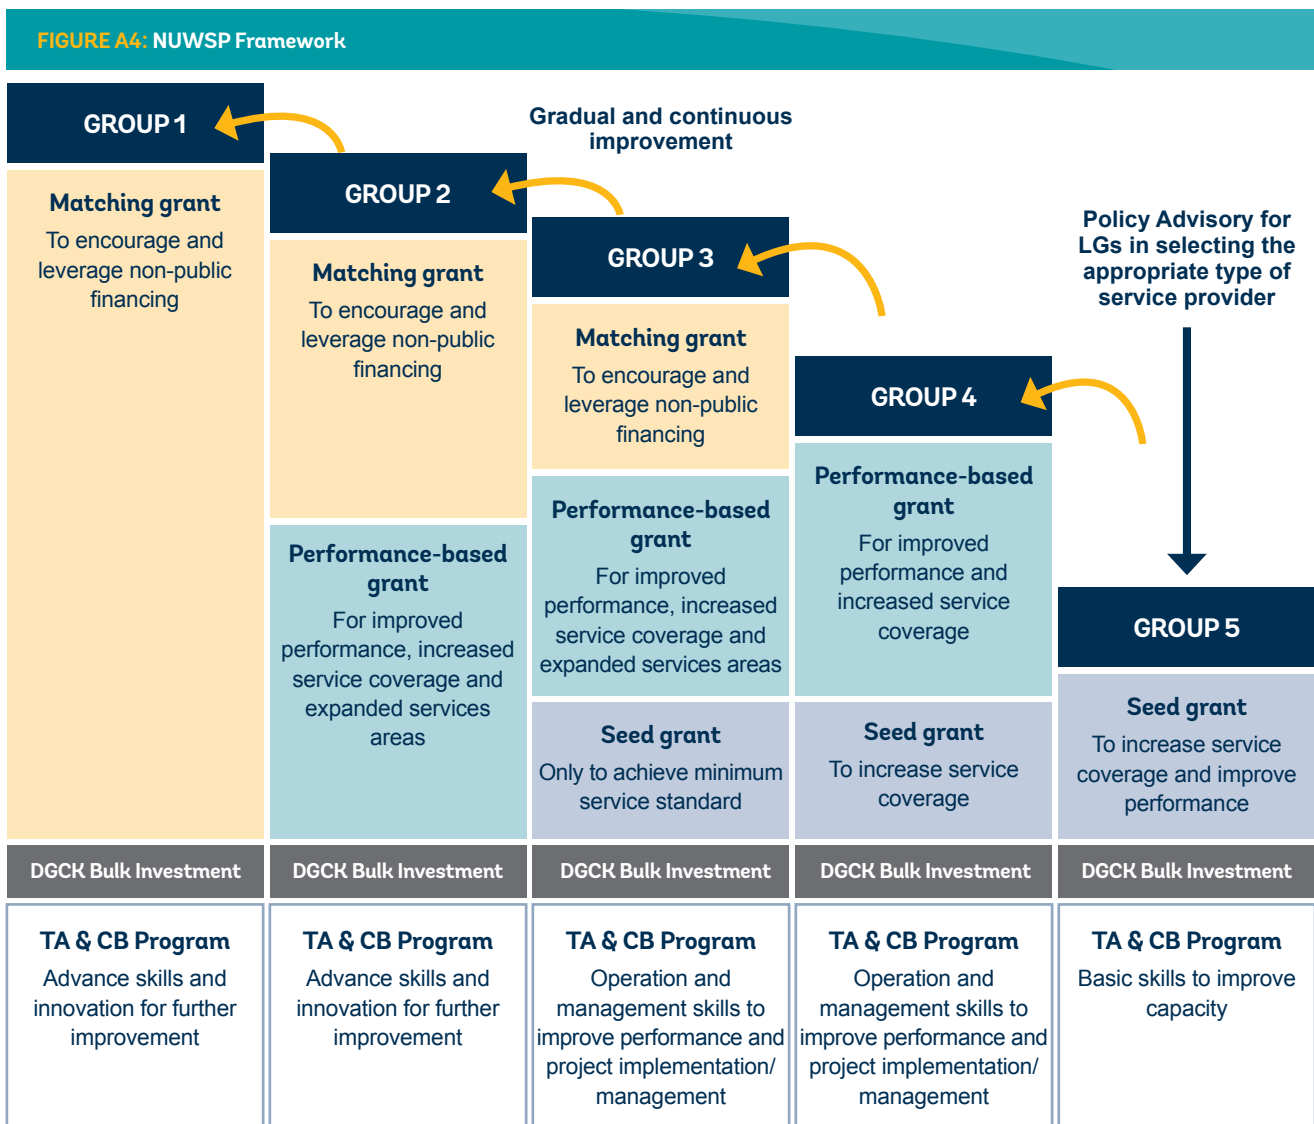 FIGURE A4: NUWSP Framework
GROUP 1
Matching grant
To encourage and
leverage non-public
financing
GROUP 2
Matching grant
To encourage and
leverage non-public
financing
Performance-based
grant
For improved
performance, increased
service coverage and
expanded services
areas
Gradual and continuous
improvement
GROUP 3
Matching grant
To encourage and
leverage non-public
financing
Performance-based
grant
For improved
performance, increased
service coverage and
expanded services areas
Seed grant
Only to achieve minimum
service standard
GROUP 4
Performance-based
grant
For improved
performance and
increased service
coverage
Seed grant
To increase service
coverage
Policy Advisory for
LGs in selecting the
appropriate type of
service provider
GROUP 5
Seed grant
To increase service
coverage and improve
performance
DGCK Bulk Investment
DGCK Bulk Investment
DGCK Bulk Investment
DGCK Bulk Investment
DGCK Bulk Investment
TA & CB Program
Advance skills and
innovation for further
improvement
TA & CB Program
Advance skills and
innovation for further
improvement
TA & CB Program
Operation and
management skills to
improve performance and
project implementation/
management
TA & CB Program
Operation and
management skills to
improve performance and
project implementation/
management
TA & CB Program
Basic skills to improve
capacity